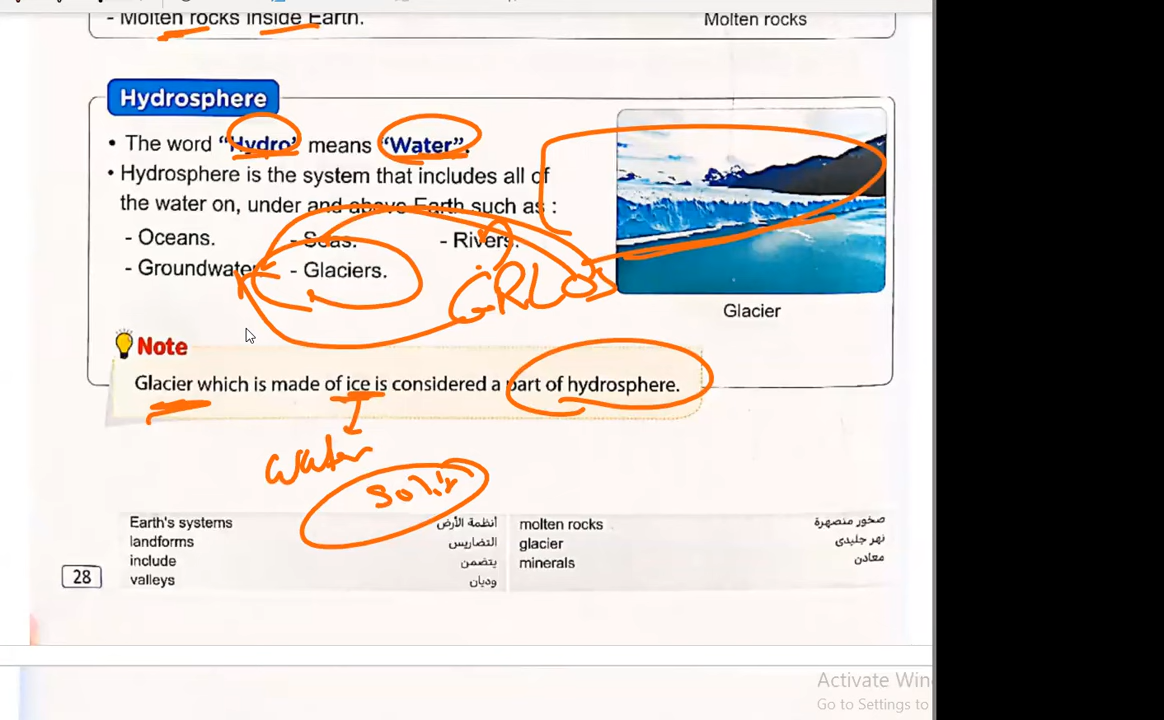 - Molten rocks inside Earth.
Molten rocks
Hydrosphere
• The word "Hydro" means "Water".
• Hydrosphere is the system that includes all of
the water on, under and above Earth such as :
- Oceans. - Seas. - Rivers.
- Groundwater - Glaciers.
GRLOS
Glacier
Note
Glacier which is made of ice is considered a part of hydrosphere.
water
Earth's systems أنظمة الأرض
landforms التضاريس
include يتضمن
valleys وديان
molten rocks صخور منصهرة
glacier نهر جليدى
minerals معادن
28
Activate Win
Go to Settings to